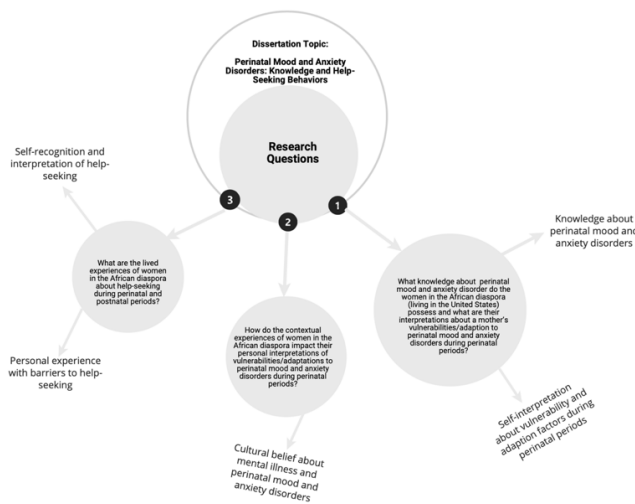 Dissertation Topic:
Perinatal Mood and Anxiety
Disorders: Knowledge and Help-
Seeking Behaviors
Research
Questions
3
2
1
Self-recognition and
interpretation of help-
seeking
What are the lived
experiences of women
in the African diaspora
about help-seeking
during perinatal and
postnatal periods?
Personal experience
with barriers to help-
seeking
How do the contextual
experiences of women in the
African diaspora impact their
personal interpretations of
vulnerabilities/adaptations to
perinatal mood and anxiety
disorders during perinatal
periods?
Cultural belief about
mental illness and
perinatal mood and
anxiety disorders
What knowledge about perinatal
mood and anxiety disorder do the
women in the African diaspora
(living in the United States)
possess and what are their
interpretations about a mother's
vulnerabilities/adaption to
perinatal mood and anxiety
disorders during perinatal
periods?
Knowledge about
perinatal mood and
anxiety disorders
Self-interpretation
about vulnerability and
adaption factors during
perinatal periods